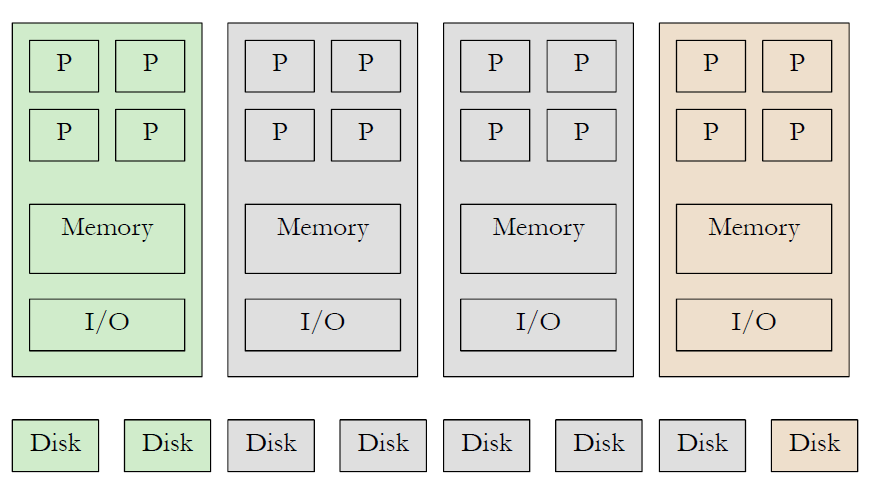 P P P P P P P P
P P P P P P P P
Memory Memory Memory Memory
I/O I/O I/O I/O
Disk Disk Disk Disk Disk Disk Disk Disk